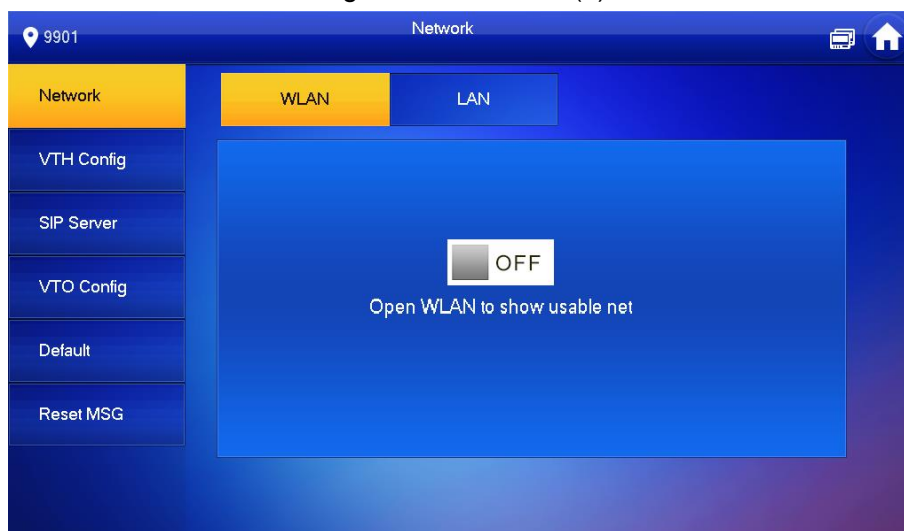 9901
Network
Network
WLAN
LAN
VTH Config
SIP Server
OFF
VTO Config
Open WLAN to show usable net
Default
Reset MSG